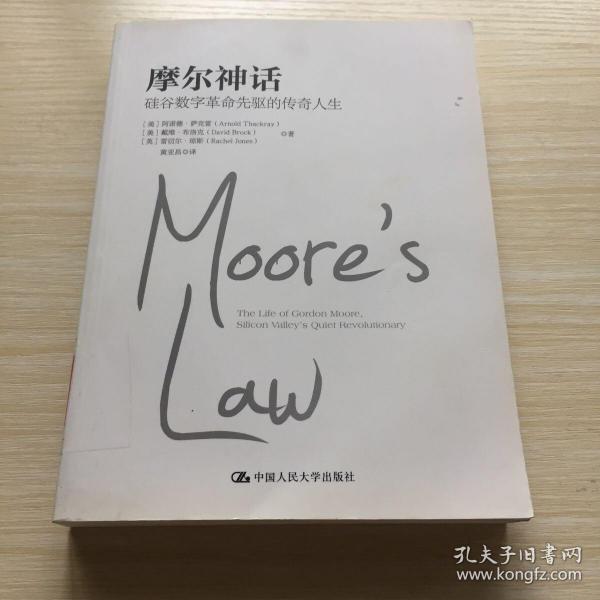 摩尔神话
硅谷数字革命先驱的传奇人生
[美] 阿诺德·萨克雷 (Arnold Thackray)
[美] 戴维·布洛克 (David Brock) ◎著
[英] 雷切尔·琼斯 (Rachel Jones)
黄亚昌◎译
Moore's
The Life of Gordon Moore,
Silicon Valley's Quiet Revolutionary
Law
中国人民大学出版社
孔夫子旧书网
www.kongfz.com